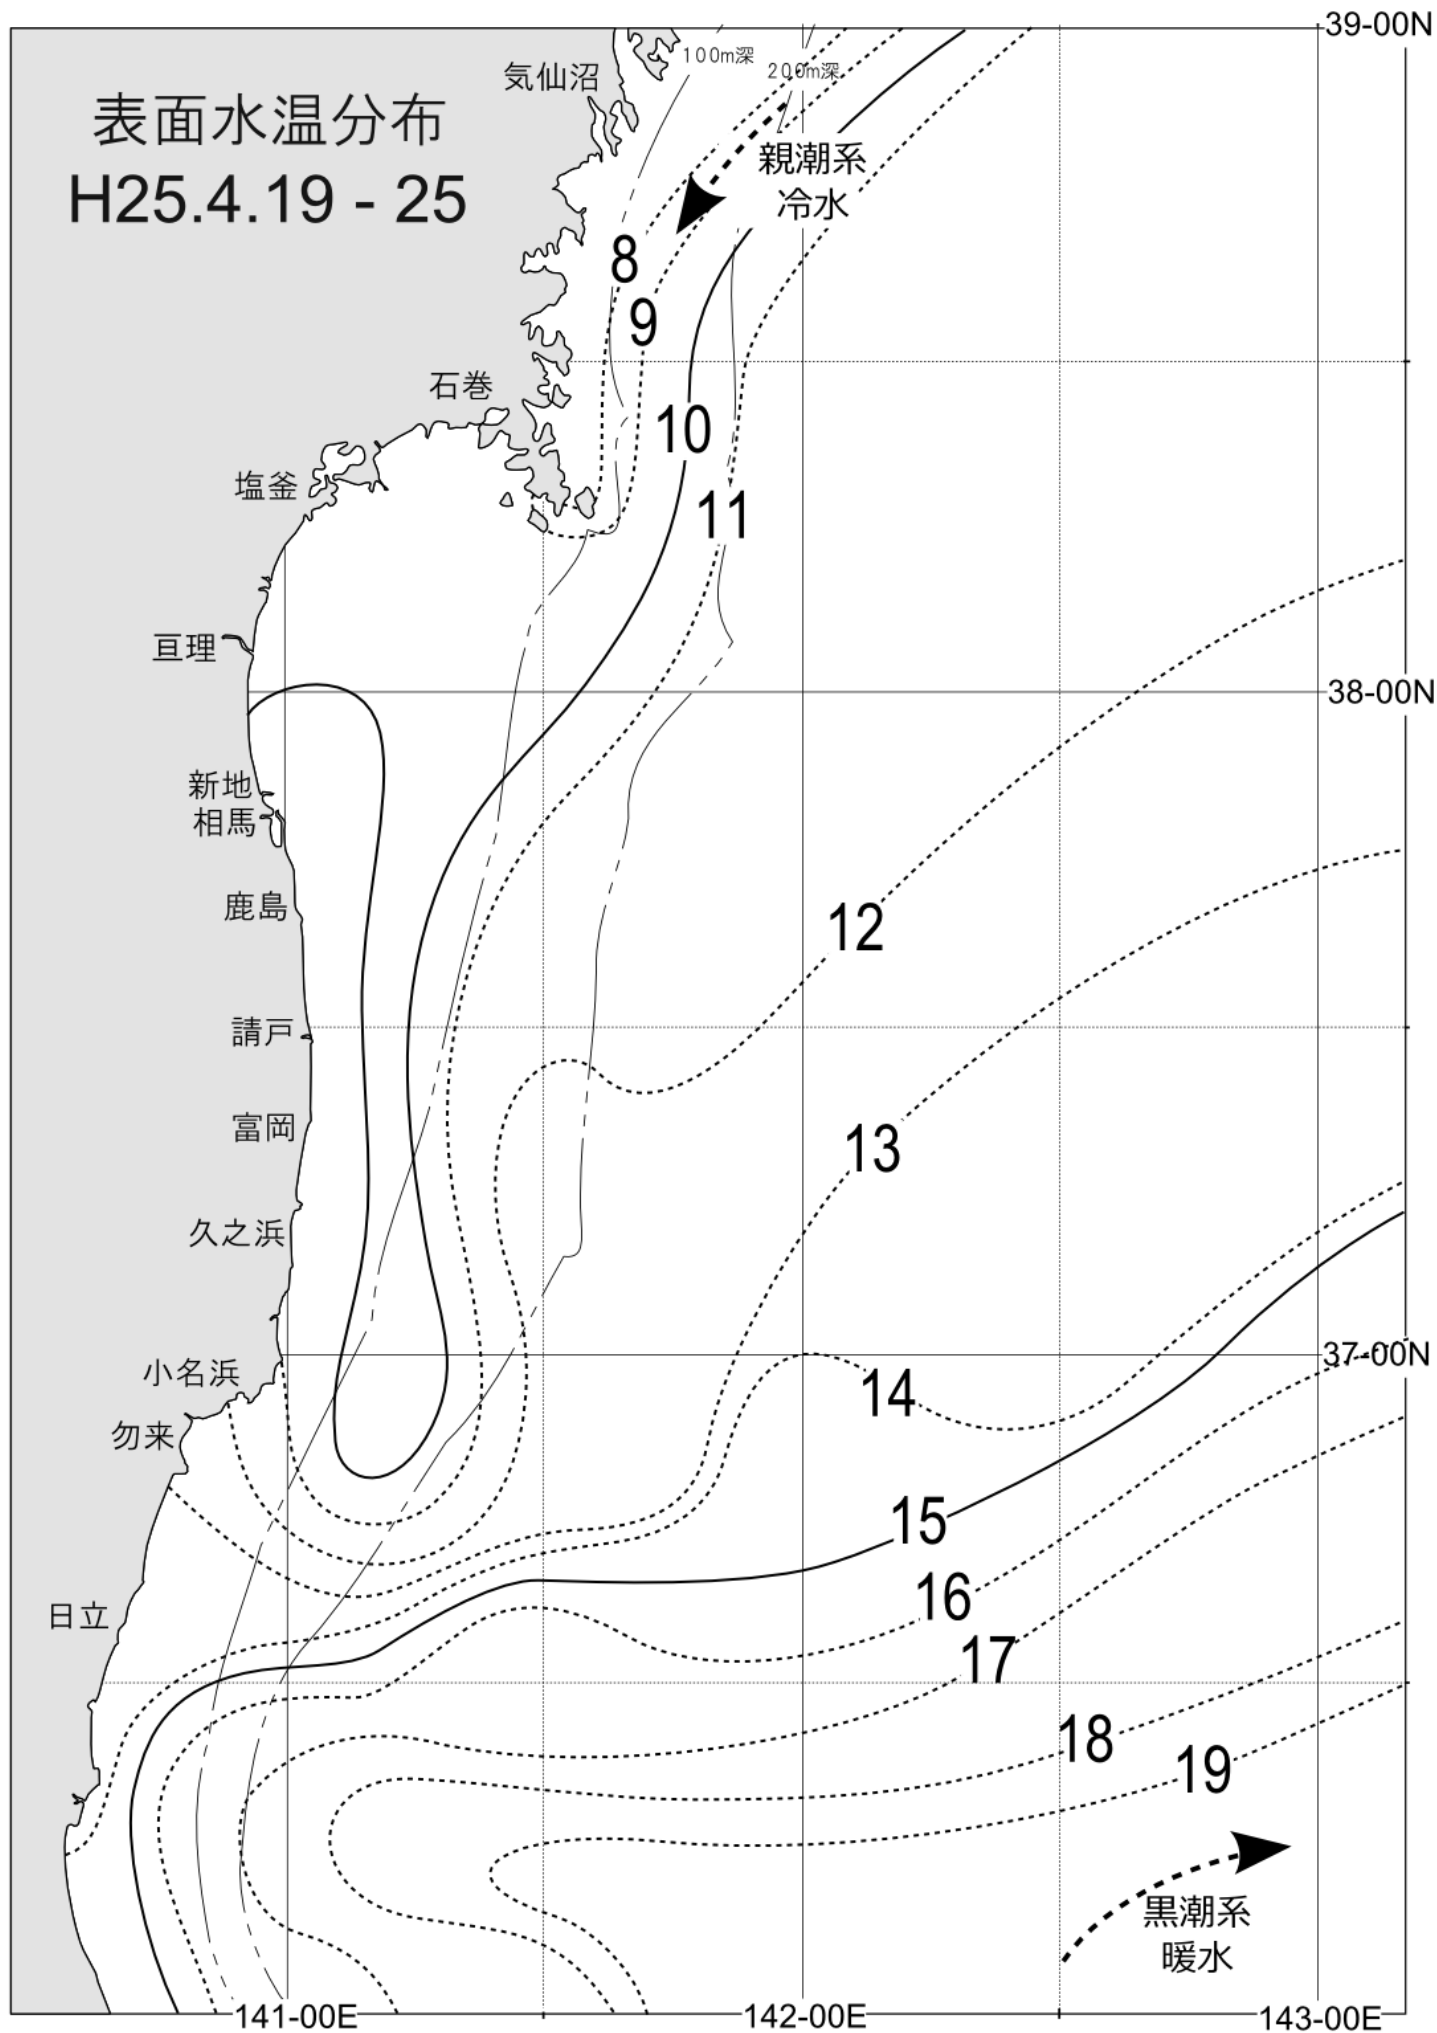 39-00N
100m深
200m深
気仙沼
表面水温分布
H25.4.19 - 25
親潮系
冷水
8
9
石巻
10
塩釜
11
亘理
38-00N
新地
相馬
鹿島
12
請戸
富岡
13
久之浜
37-00N
小名浜
14
勿来
15
16
日立
17
18
19
黒潮系
暖水
141-00E
142-00E
143-00E